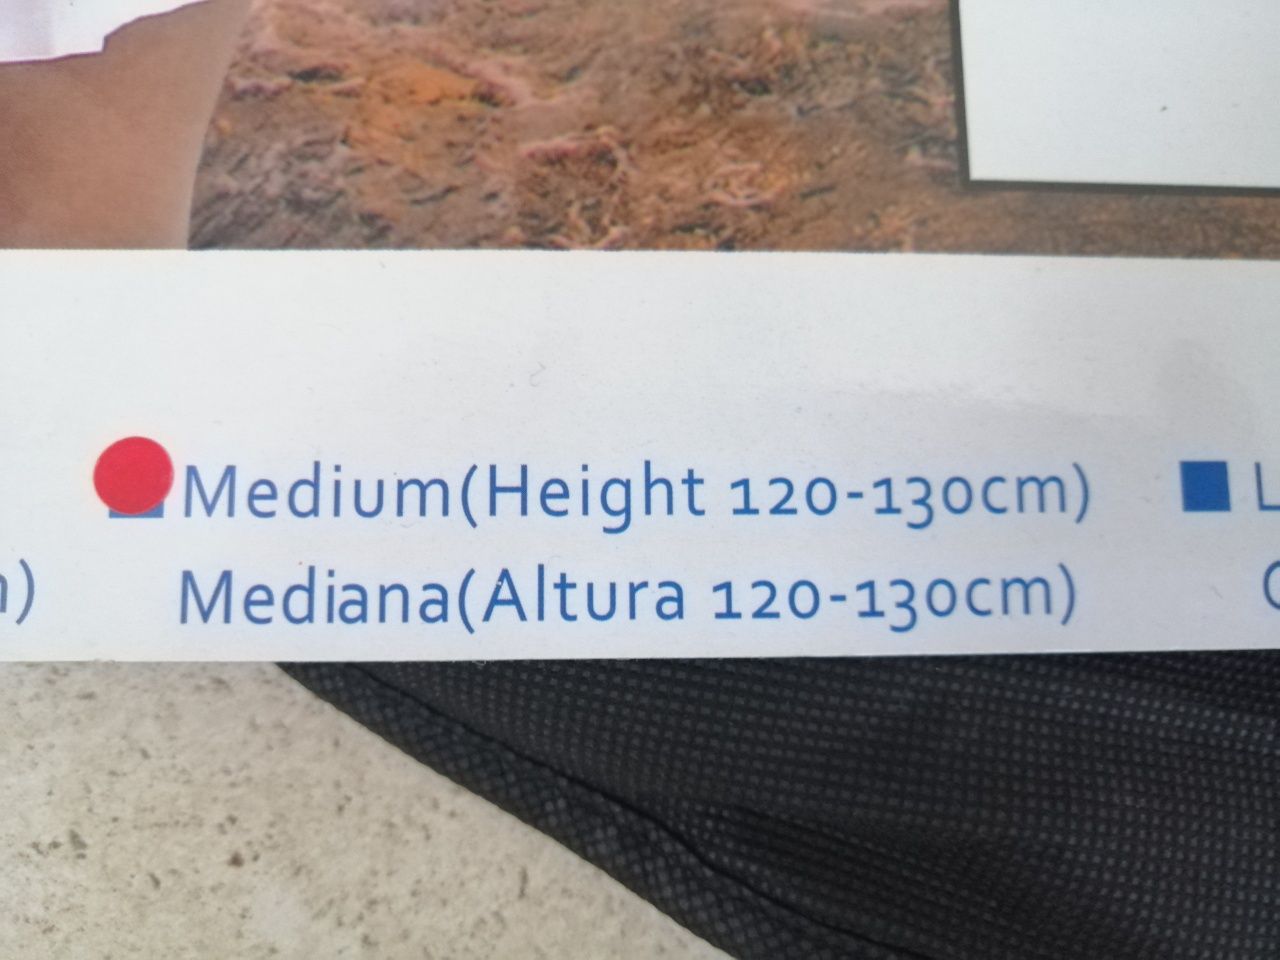 Medium(Height 120-130cm)
Mediana(Altura 120-130cm)